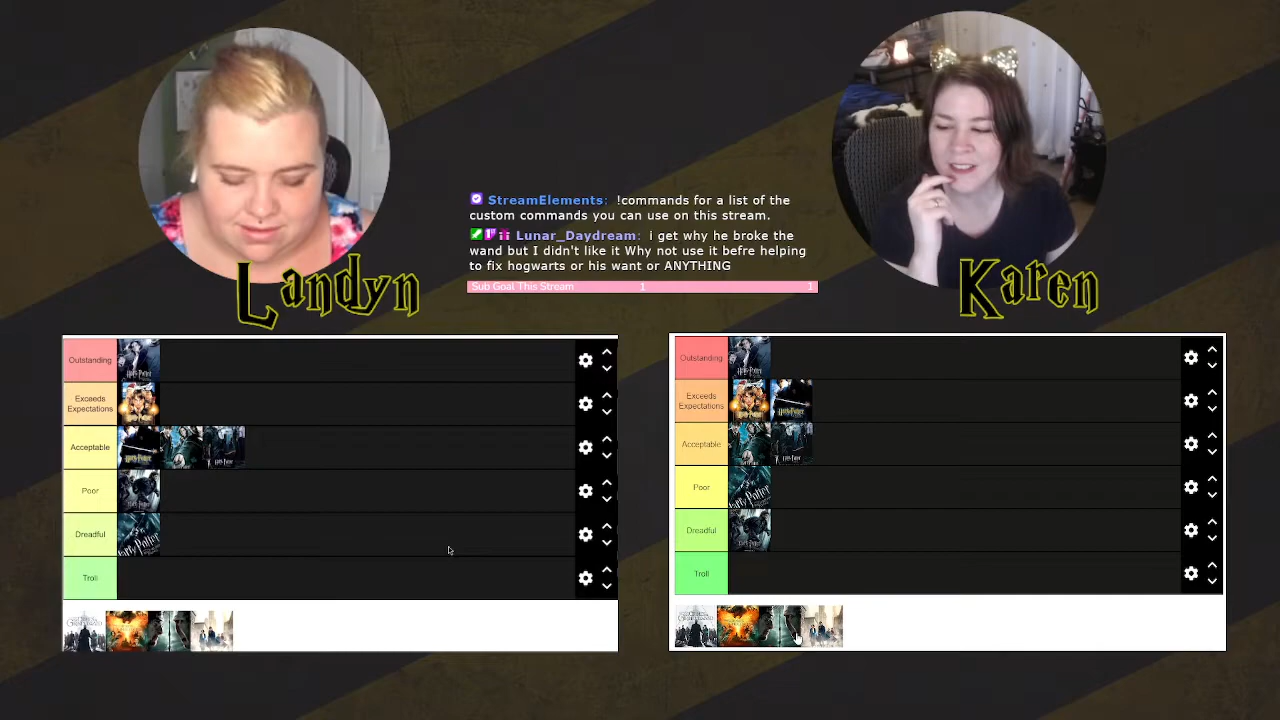 StreamElements: !commands for a list of the
custom commands you can use on this stream.
Lunar_Daydream: i get why he broke the
wand but I didn't like it Why not use it befre helping
to fix hogwarts or his want or ANYTHING
Sub Goal This Stream 1 1
Landyn
Karen
Outstanding
Exceeds
Expectations
Acceptable
Poor
Dreadful
Troll
Outstanding
Exceeds
Expectations
Acceptable
Poor
Dreadful
Troll